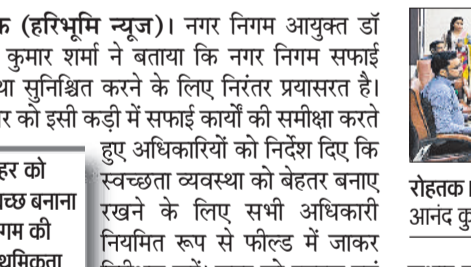 (हरिभूमि न्यूज)। नगर निगम आयुक्त डॉ
कुमार शर्मा ने बताया कि नगर निगम सफाई
सुनिश्चित करने के लिए निरंतर प्रयासरत है।
को इसी कड़ी में सफाई कार्यों की समीक्षा करते
हुए अधिकारियों को निर्देश दिए कि
स्वच्छता व्यवस्था को बेहतर बनाए
रखने के लिए सभी अधिकारी
नियमित रूप से फील्ड में जाकर
हर को
च्छ बनाना
गम की
थमिकता
रोहतक
आनंद कु